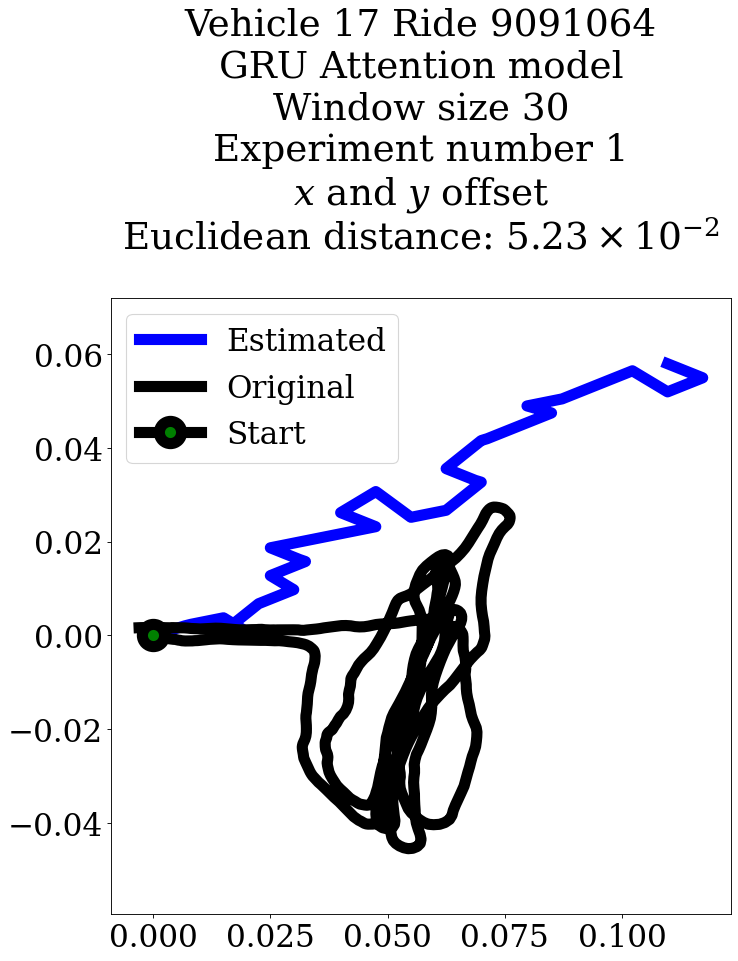 Vehicle 17 Ride 9091064
GRU Attention model
Window size 30
Experiment number 1
x and y offset
Euclidean distance: 5.23 × 10⁻²
Estimated
Original
Start
0.06
0.04
0.02
0.00
−0.02
−0.04
0.000 0.025 0.050 0.075 0.100